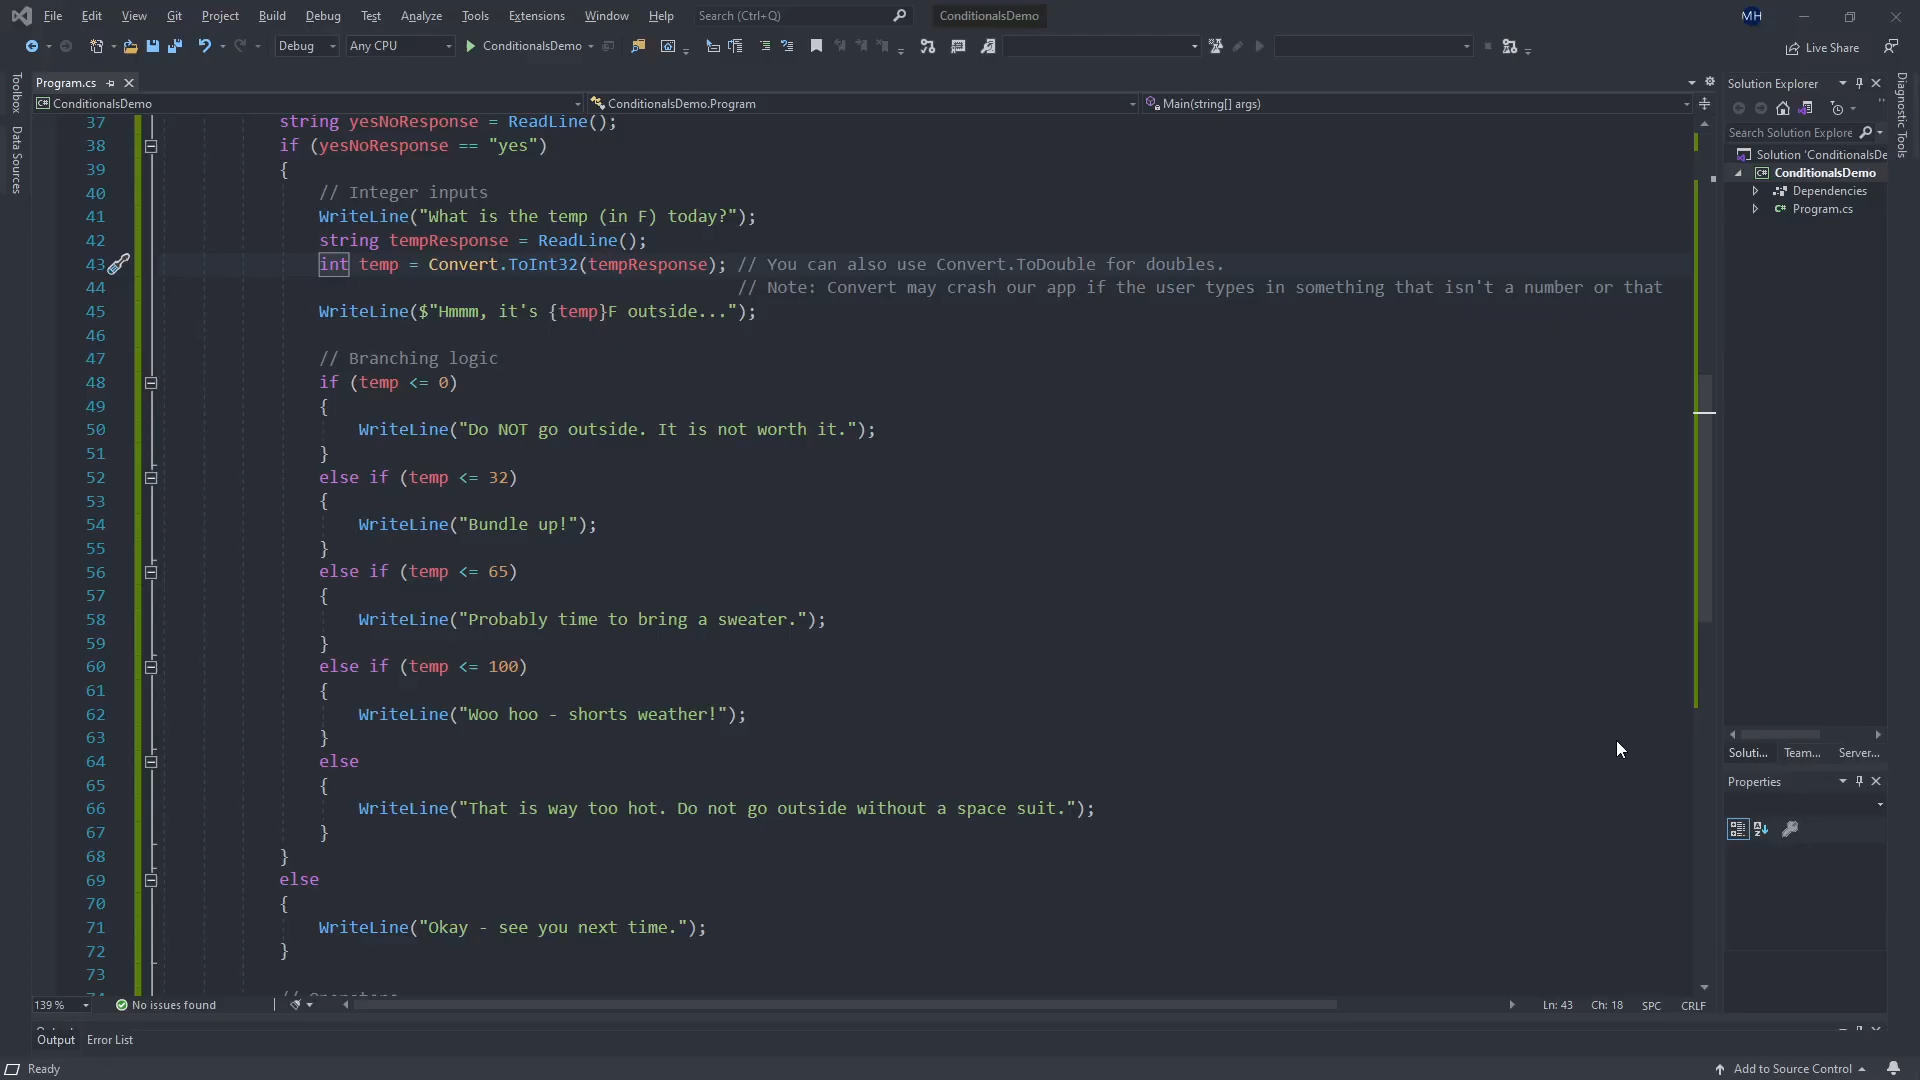 File Edit View Git Project Build Debug Test Analyze Tools Extensions Window Help Search (Ctrl+Q) ConditionalsDemo MH
Debug Any CPU ConditionalsDemo Live Share
Toolbox
Data Sources
Program.cs
ConditionalsDemo ConditionalsDemo.Program Main(string[] args)
37 string yesNoResponse = ReadLine();
38 if (yesNoResponse == "yes")
39 {
40 // Integer inputs
41 WriteLine("What is the temp (in F) today?");
42 string tempResponse = ReadLine();
43 int temp = Convert.ToInt32(tempResponse); // You can also use Convert.ToDouble for doubles.
44 // Note: Convert may crash our app if the user types in something that isn't a number or that
45 WriteLine($"Hmmm, it's {temp}F outside...");
46
47 // Branching logic
48 if (temp <= 0)
49 {
50 WriteLine("Do NOT go outside. It is not worth it.");
51 }
52 else if (temp <= 32)
53 {
54 WriteLine("Bundle up!");
55 }
56 else if (temp <= 65)
57 {
58 WriteLine("Probably time to bring a sweater.");
59 }
60 else if (temp <= 100)
61 {
62 WriteLine("Woo hoo - shorts weather!");
63 }
64 else
65 {
66 WriteLine("That is way too hot. Do not go outside without a space suit.");
67 }
68 }
69 else
70 {
71 WriteLine("Okay - see you next time.");
72 }
73
139 % No issues found Ln: 43 Ch: 18 SPC CRLF
Output Error List
Ready Add to Source Control
Solution Explorer
Search Solution Explore
Solution 'ConditionalsDe
ConditionalsDemo
Dependencies
C# Program.cs
Soluti... Team... Server...
Properties
Diagnostic Tools